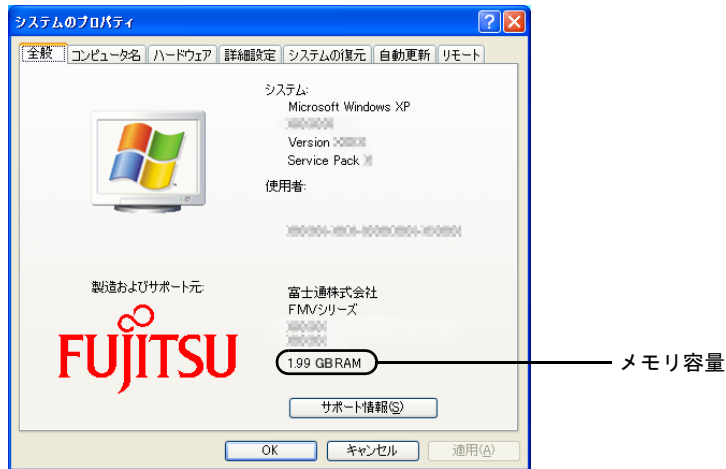 システムのプロパティ
全般 コンピュータ名 ハードウェア 詳細設定 システムの復元 自動更新 リモート
システム:
Microsoft Windows XP
Version
Service Pack
使用者:
製造およびサポート元:
富士通株式会社
FMVシリーズ
FUJITSU
1.99 GB RAM
メモリ容量
サポート情報(S)
OK キャンセル 適用(A)